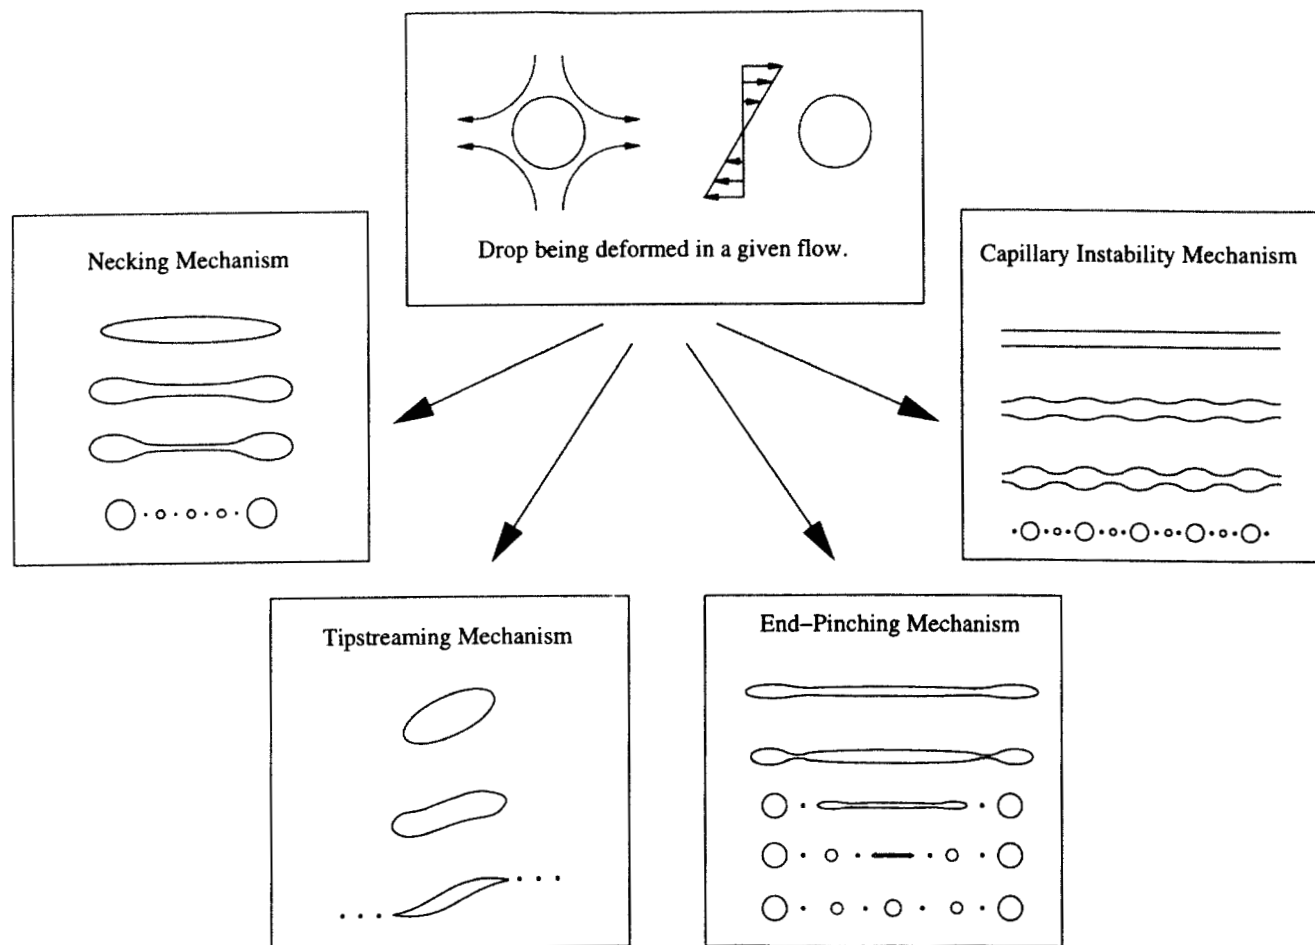 Drop being deformed in a given flow.
Necking Mechanism
Capillary Instability Mechanism
Tipstreaming Mechanism
End–Pinching Mechanism